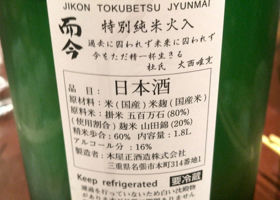 JIKON TOKUBETSU JYUNMAI
而今
特別純米火入
過去に囚われず未来に囚われず
今をただ精一杯生きる
杜氏 大西唯克
品目：日本酒
原材料：米(国産)米麹(国産米)
原料米：掛米 五百万石(80%)
(使用割合)麹米 山田錦(20%)
精米歩合：60% 内容量：1.8L
アルコール分：16%
製造者：木屋正酒造株式会社
三重県名張市本町314番地1
Keep refrigerated 要冷蔵